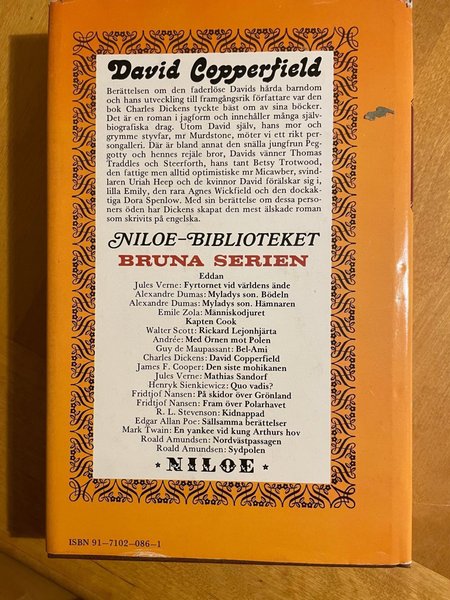 David Copperfield
Berättelsen om den faderlöse Davids hårda barndom
och hans utveckling till framgångsrik författare var den
bok Charles Dickens tyckte bäst om av sina böcker.
Det är en roman i jagform och innehåller många själv-
biografiska drag. Utom David själv, hans mor och
grymme styvfar, mr Murdstone, möter vi ett rikt per-
songalleri. Där är bland annat den snälla jungfrun Peg-
gotty och hennes rejäle bror, Davids vänner Thomas
Traddles och Steerforth, hans tant Betsy Trotwood,
den fattige men alltid optimistiske mr Micawber, svind-
laren Uriah Heep och de kvinnor David förälskar sig i,
lilla Emily, den rara Agnes Wickfield och den dockak-
tiga Dora Spenlow. Med sin berättelse om dessa perso-
ners öden har Dickens skapat den mest älskade roman
som skrivits på engelska.
NILOE-BIBLIOTEKET
BRUNA SERIEN
Eddan
Jules Verne: Fyrtornet vid världens ände
Alexandre Dumas: Myladys son. Bödeln
Alexandre Dumas: Myladys son. Hämnaren
Emile Zola: Människodjuret
Kapten Cook
Walter Scott: Rickard Lejonhjärta
Andrée: Med Örnen mot Polen
Guy de Maupassant: Bel-Ami
Charles Dickens: David Copperfield
James F. Cooper: Den siste mohikanen
Jules Verne: Mathias Sandorf
Henryk Sienkiewicz: Quo vadis?
Fridtjof Nansen: På skidor över Grönland
Fridtjof Nansen: Fram över Polarhavet
R. L. Stevenson: Kidnappad
Edgar Allan Poe: Sällsamma berättelser
Mark Twain: En yankee vid kung Arthurs hov
Roald Amundsen: Nordvästpassagen
Roald Amundsen: Sydpolen
NILOE
ISBN 91-7102-086-1